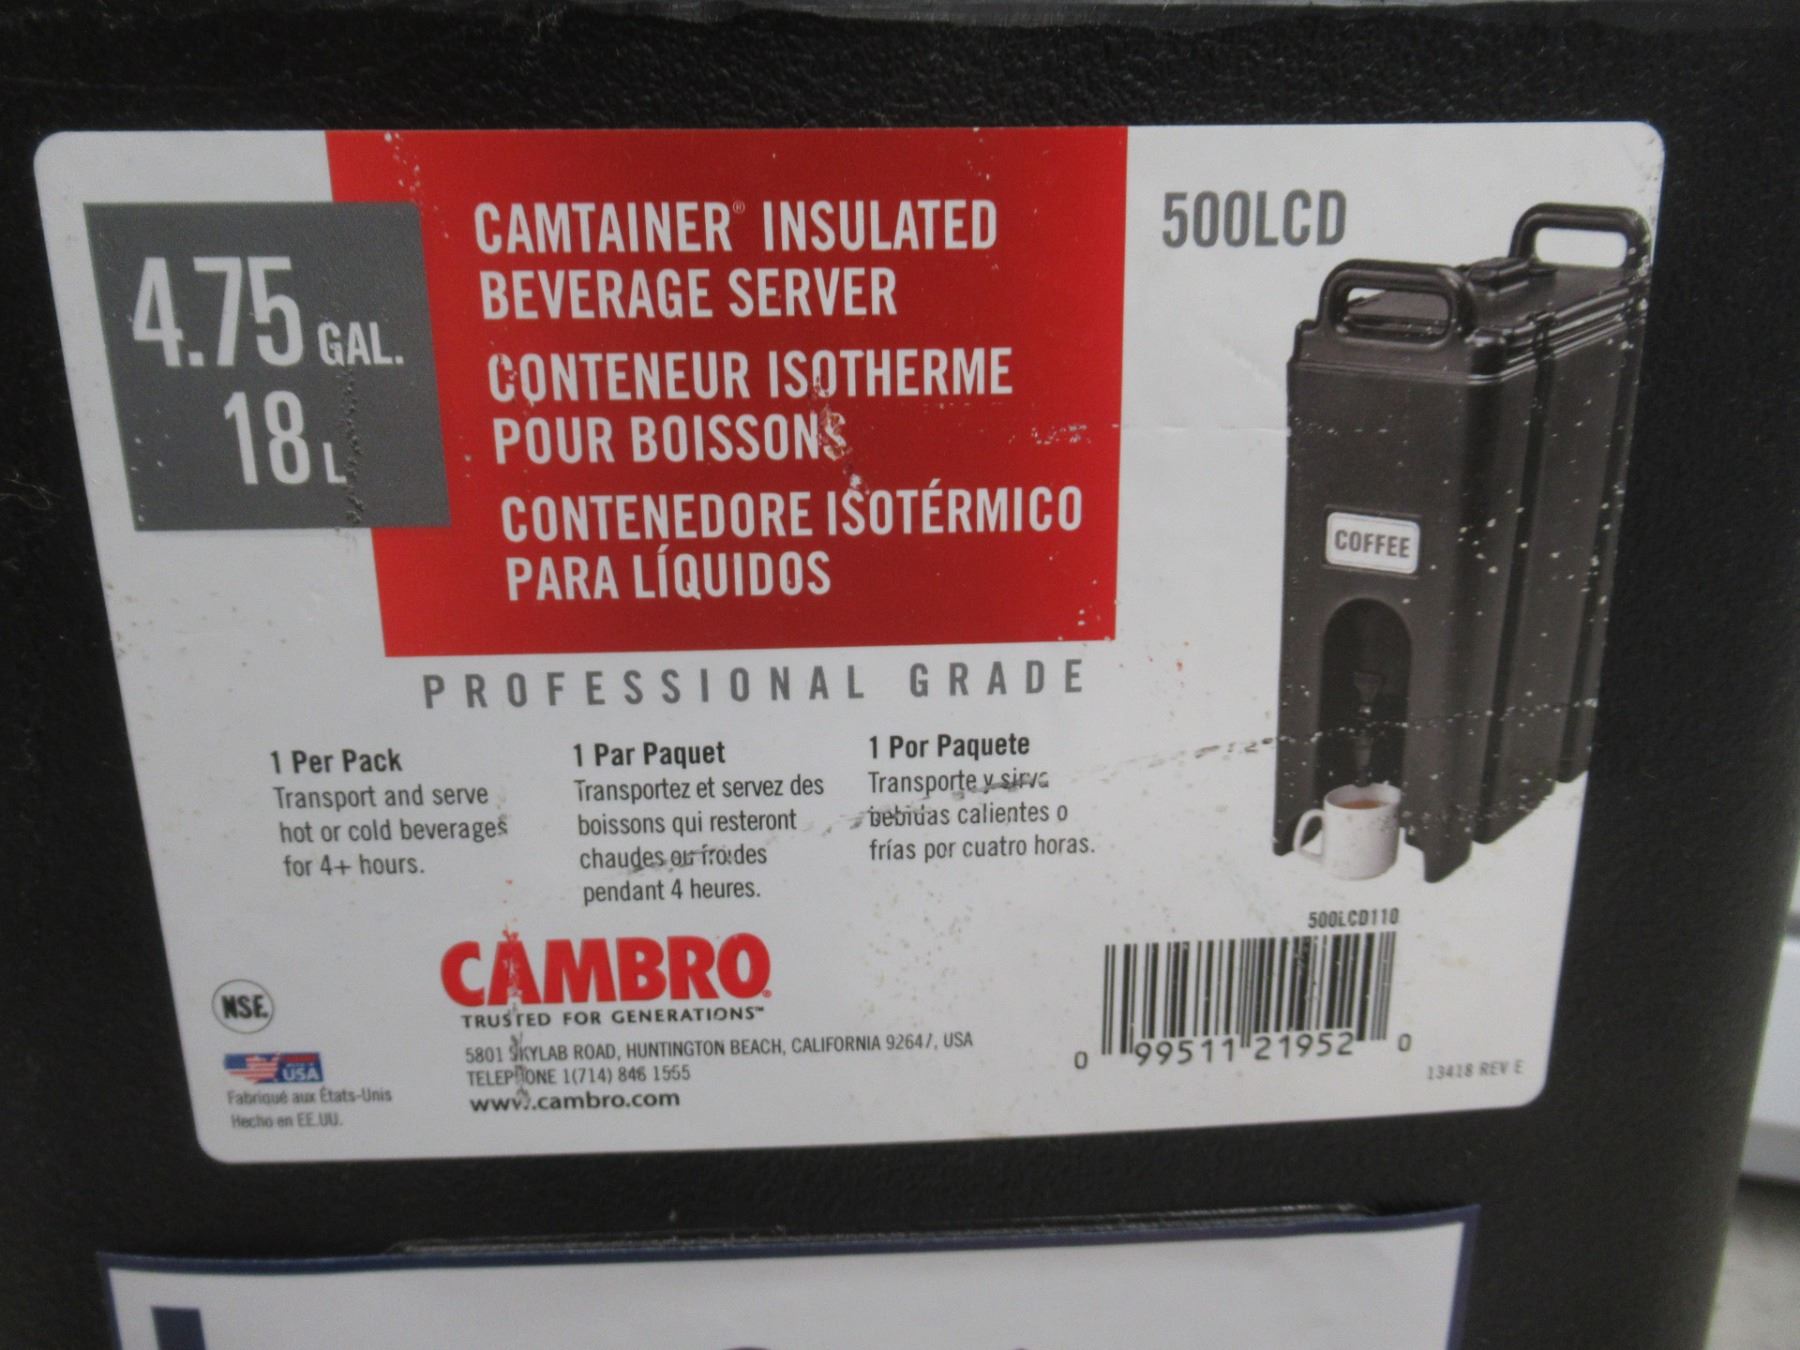 4.75 GAL.
18 L
CAMTAINER® INSULATED
BEVERAGE SERVER
CONTENEUR ISOTHERME
POUR BOISSONS
CONTENEDORE ISOTÉRMICO
PARA LÍQUIDOS
500LCD
COFFEE
PROFESSIONAL GRADE
1 Per Pack
Transport and serve
hot or cold beverages
for 4+ hours.
1 Par Paquet
Transportez et servez des
boissons qui resteront
chaudes ou froides
pendant 4 heures.
1 Por Paquete
Transporte y sirva
bebidas calientes o
frías por cuatro horas.
NSF.
USA
Fabriqué aux États-Unis
Hecho en EE.UU.
CAMBRO®
TRUSTED FOR GENERATIONS™
5801 SKYLAB ROAD, HUNTINGTON BEACH, CALIFORNIA 92647, USA
TELEPHONE 1(714) 848 1555
www.cambro.com
500LCD110
0 99511 21952 0
13418 REV E